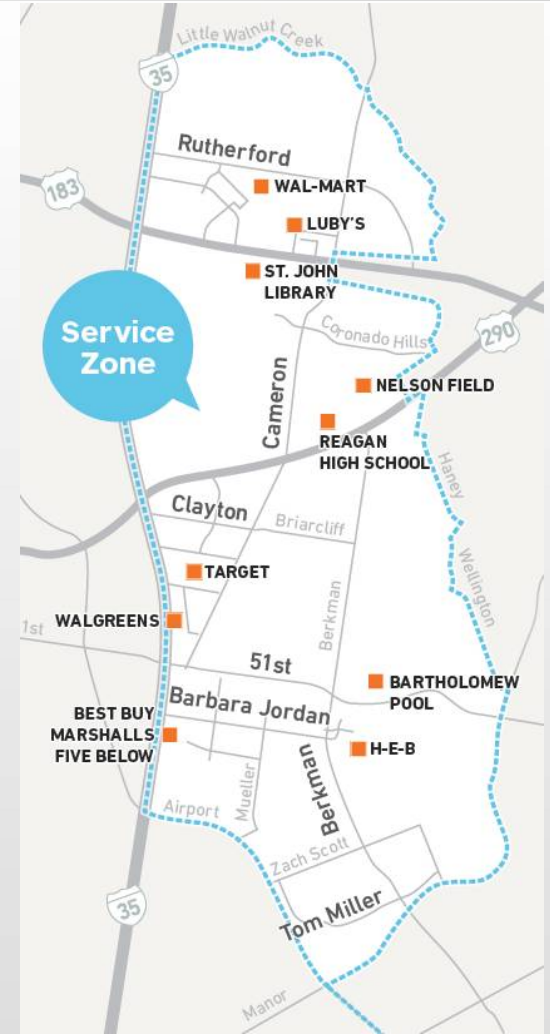 Little Walnut Creek
35
Rutherford
183
WAL-MART
LUBY'S
ST. JOHN
LIBRARY
Service
Zone
Coronado Hills
290
NELSON FIELD
Cameron
REAGAN
HIGH SCHOOL
Haney
Clayton
Briarcliff
TARGET
Wellington
Berkman
WALGREENS
1st
51st
BARTHOLOMEW
POOL
Barbara Jordan
BEST BUY
MARSHALLS
FIVE BELOW
H-E-B
Berkman
Mueller
Airport
Zach Scott
Tom Miller
35
Manor